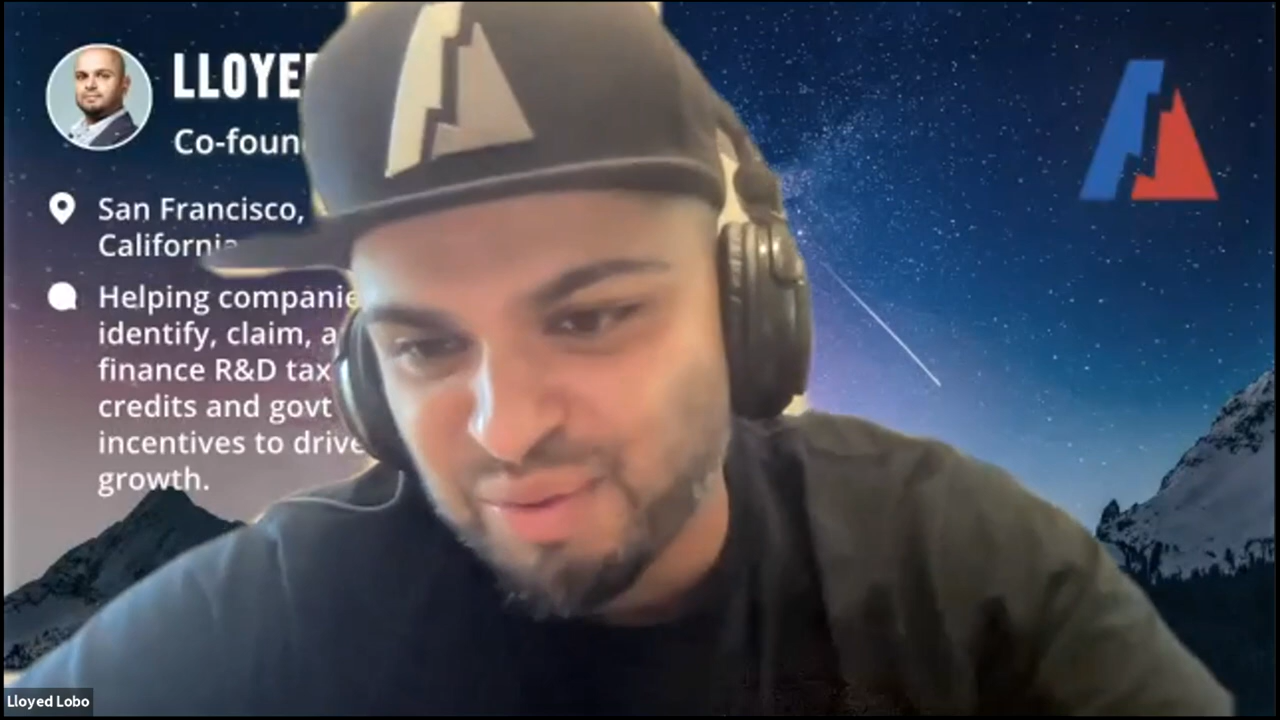 LLOYE
Co-foun
San Francisco,
California
Helping companie
identify, claim, a
finance R&D tax
credits and govt
incentives to drive
growth.
Lloyed Lobo